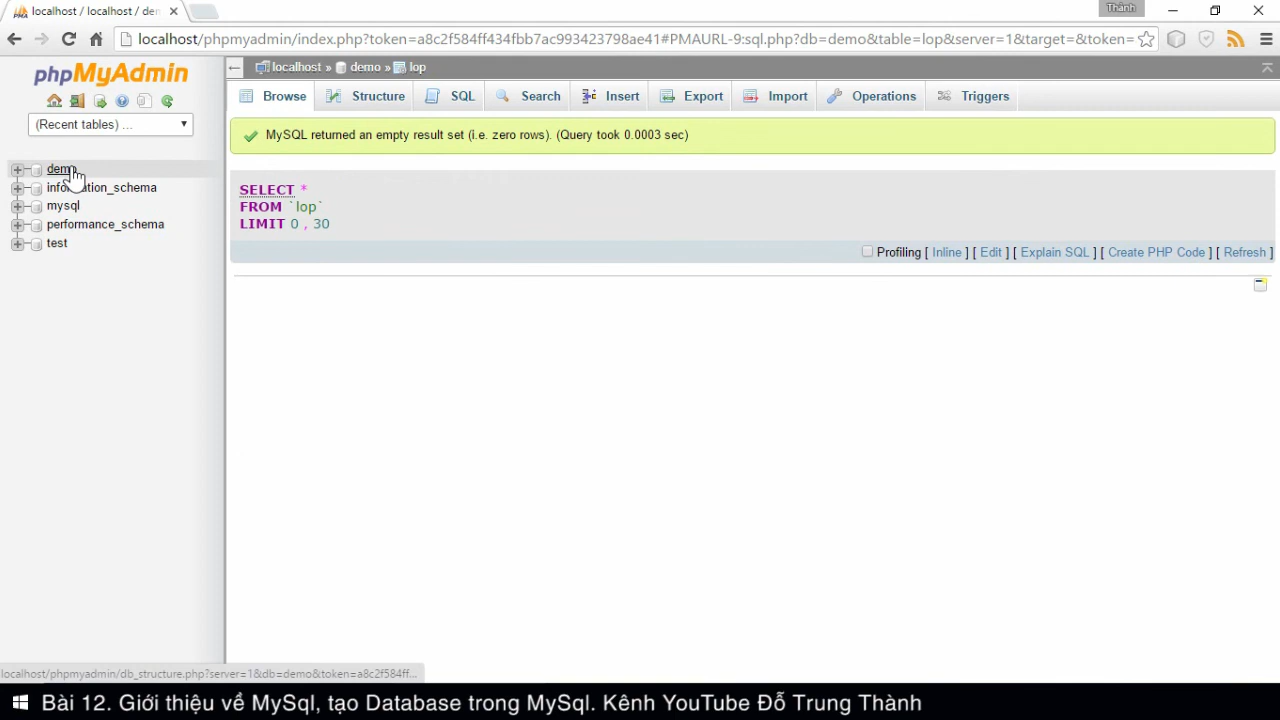 localhost / localhost / den
Thành
localhost/phpmyadmin/index.php?token=a8c2f584ff434fbb7ac993423798ae41#PMAURL-9:sql.php?db=demo&table=lop&server=1&target=&token=
phpMyAdmin
(Recent tables) ...
demo
information_schema
mysql
performance_schema
test
localhost » demo » lop
Browse Structure SQL Search Insert Export Import Operations Triggers
MySQL returned an empty result set (i.e. zero rows). (Query took 0.0003 sec)
SELECT *
FROM `lop`
LIMIT 0 , 30
Profiling [ Inline ] [ Edit ] [ Explain SQL ] [ Create PHP Code ] [ Refresh ]
localhost/phpmyadmin/db_structure.php?server=1&db=demo&token=a8c2f584ff...
Bài 12. Giới thiệu về MySql, tạo Database trong MySql. Kênh YouTube Đỗ Trung Thành